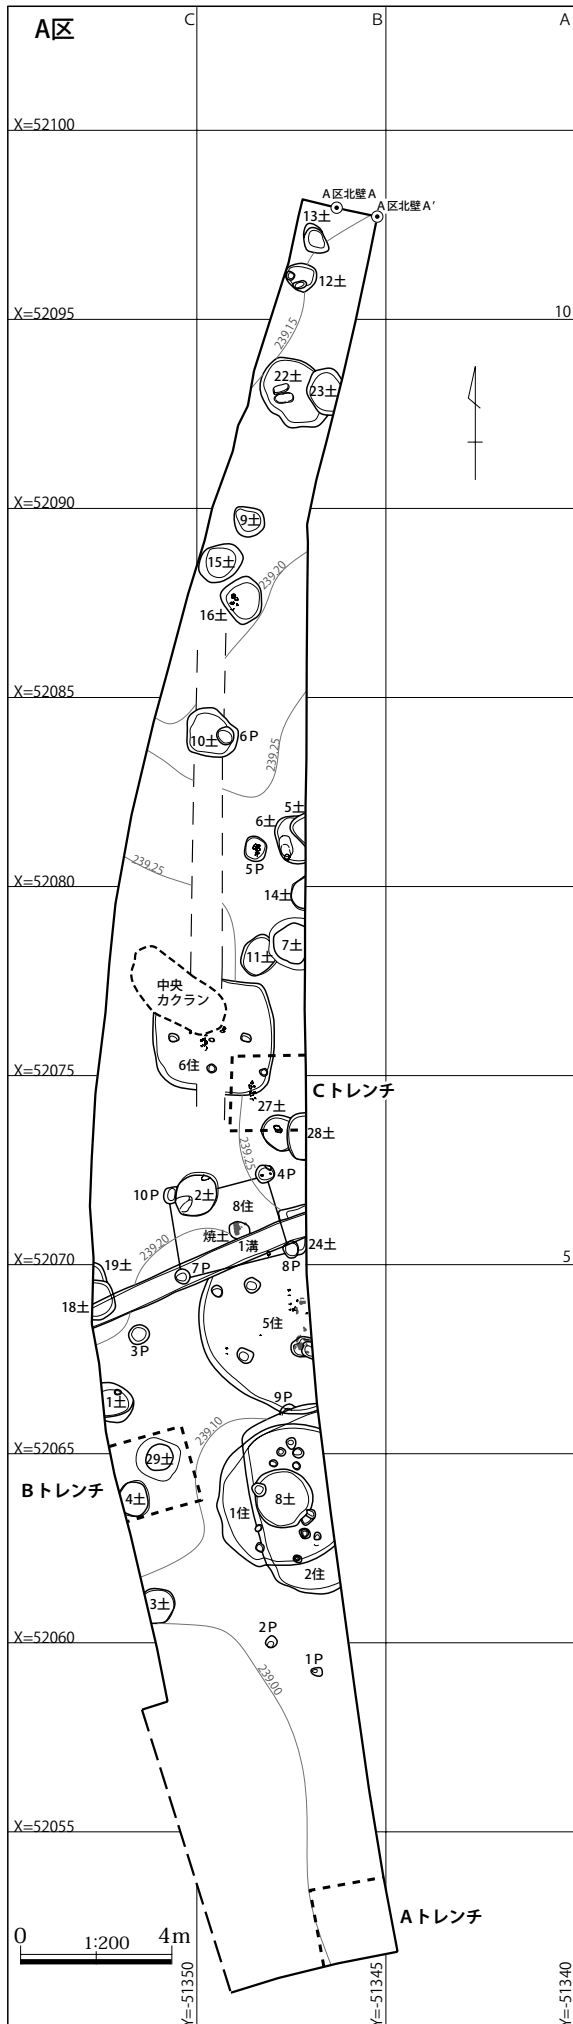 A区
C
B
A
X=52100
A区北壁A
A区北壁A'
13土
12土
X=52095
10
239.15
22土
23土
X=52090
9土
15土
239.20
16土
X=52085
10土
6P
239.25
5土
6土
5P
239.25
X=52080
14土
7土
11土
中央
カクラン
6住
X=52075
Cトレンチ
27土
28土
239.25
4P
10P
2土
8住
焼土
1溝
24土
239.20
X=52070
5
19土
7P
8P
18土
5住
3P
9P
1土
239.10
X=52065
29土
Bトレンチ
4土
1住
8土
2住
3土
2P
X=52060
1P
239.00
X=52055
Aトレンチ
0
1:200
4m
Y=-51350
Y=-51345
Y=-51340